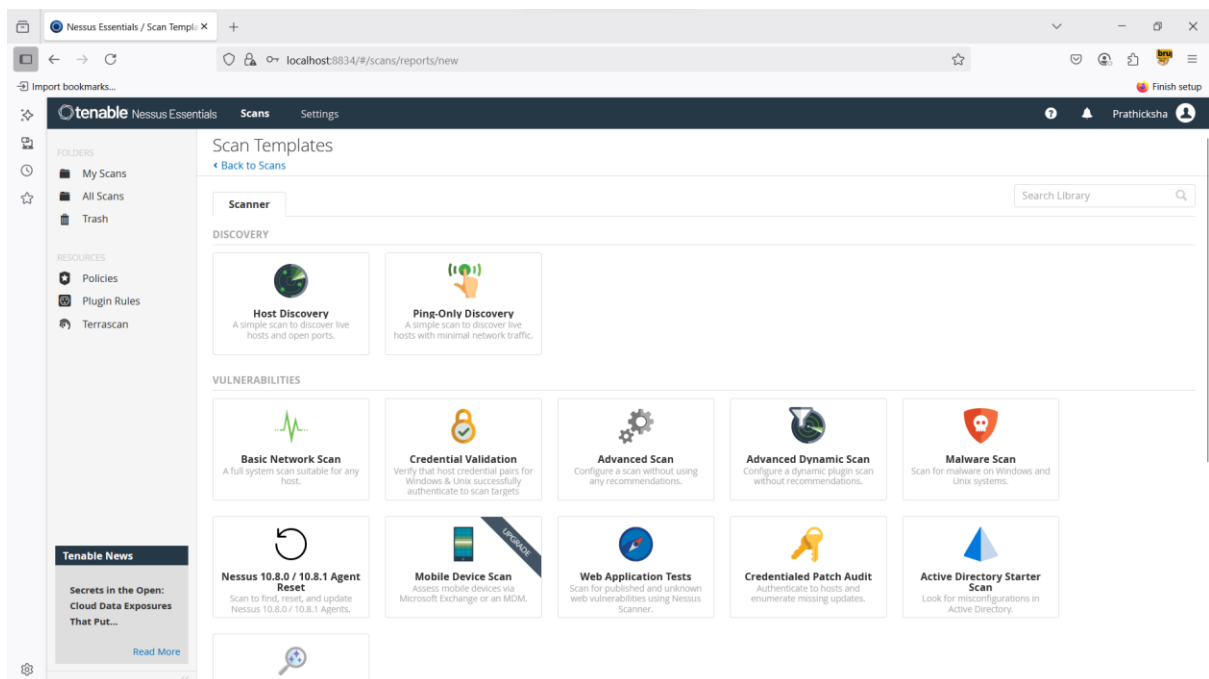 Nessus Essentials / Scan Templa
localhost:8834/#/scans/reports/new
bruj
Import bookmarks...
Finish setup
tenable Nessus Essentials
Scans
Settings
Prathicksha
FOLDERS
My Scans
All Scans
Trash
RESOURCES
Policies
Plugin Rules
Terrascan
Tenable News
Secrets in the Open:
Cloud Data Exposures
That Put...
Read More
Scan Templates
Back to Scans
Scanner
Search Library
DISCOVERY
Host Discovery
A simple scan to discover live
hosts and open ports.
Ping-Only Discovery
A simple scan to discover live
hosts with minimal network traffic.
VULNERABILITIES
Basic Network Scan
A full system scan suitable for any
host.
Credential Validation
Verify that host credential pairs for
Windows & Unix successfully
authenticate to scan targets
Advanced Scan
Configure a scan without using
any recommendations.
Advanced Dynamic Scan
Configure a dynamic plugin scan
without recommendations.
Malware Scan
Scan for malware on Windows and
Unix systems.
Nessus 10.8.0 / 10.8.1 Agent
Reset
Scan to find, reset, and update
Nessus 10.8.0 / 10.8.1 Agents.
UPGRADE
Mobile Device Scan
Assess mobile devices via
Microsoft Exchange or an MDM.
Web Application Tests
Scan for published and unknown
web vulnerabilities using Nessus
Scanner.
Credentialed Patch Audit
Authenticate to hosts and
enumerate missing updates.
Active Directory Starter
Scan
Look for misconfigurations in
Active Directory.